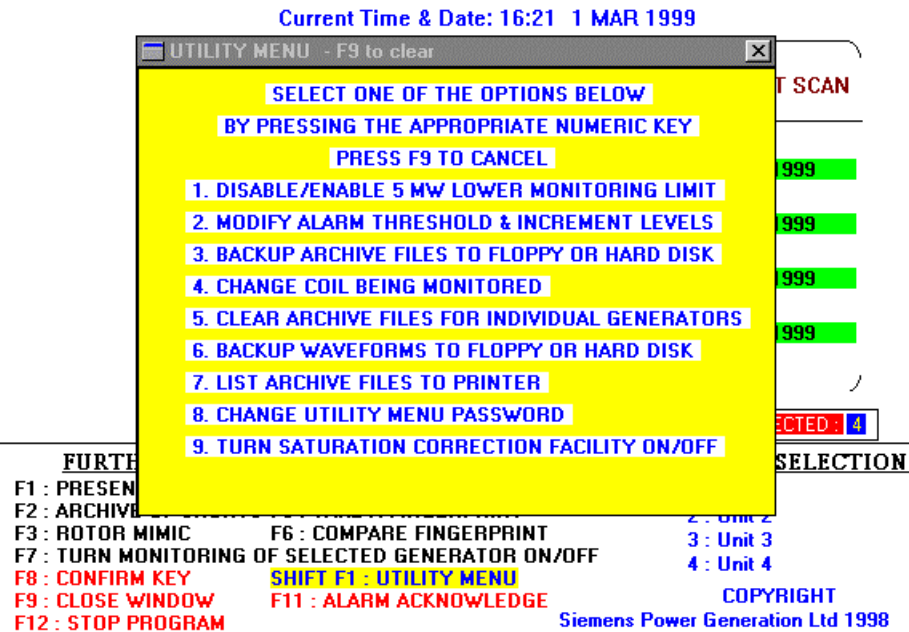 Current Time & Date: 16:21 1 MAR 1999
UTILITY MENU - F9 to clear
SCAN
SELECT ONE OF THE OPTIONS BELOW
BY PRESSING THE APPROPRIATE NUMERIC KEY
PRESS F9 TO CANCEL
1. DISABLE/ENABLE 5 MW LOWER MONITORING LIMIT
2. MODIFY ALARM THRESHOLD & INCREMENT LEVELS
3. BACKUP ARCHIVE FILES TO FLOPPY OR HARD DISK
4. CHANGE COIL BEING MONITORED
5. CLEAR ARCHIVE FILES FOR INDIVIDUAL GENERATORS
6. BACKUP WAVEFORMS TO FLOPPY OR HARD DISK
7. LIST ARCHIVE FILES TO PRINTER
8. CHANGE UTILITY MENU PASSWORD
9. TURN SATURATION CORRECTION FACILITY ON/OFF
1999
1999
1999
1999
ECTED : 4
FURTH
SELECTION
F1 : PRESEN
F2 : ARCHIVE
F3 : ROTOR MIMIC F6 : COMPARE FINGERPRINT
F7 : TURN MONITORING OF SELECTED GENERATOR ON/OFF
F8 : CONFIRM KEY SHIFT F1 : UTILITY MENU
F9 : CLOSE WINDOW F11 : ALARM ACKNOWLEDGE
F12 : STOP PROGRAM
2 : Unit 2
3 : Unit 3
4 : Unit 4
COPYRIGHT
Siemens Power Generation Ltd 1998